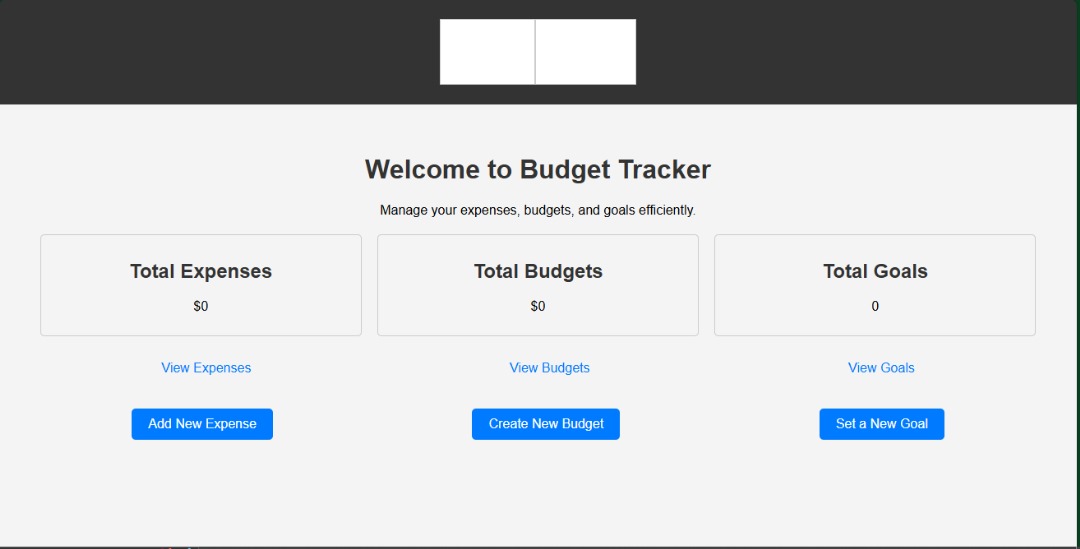 Welcome to Budget Tracker
Manage your expenses, budgets, and goals efficiently.
Total Expenses
$0
Total Budgets
$0
Total Goals
0
View Expenses
View Budgets
View Goals
Add New Expense
Create New Budget
Set a New Goal